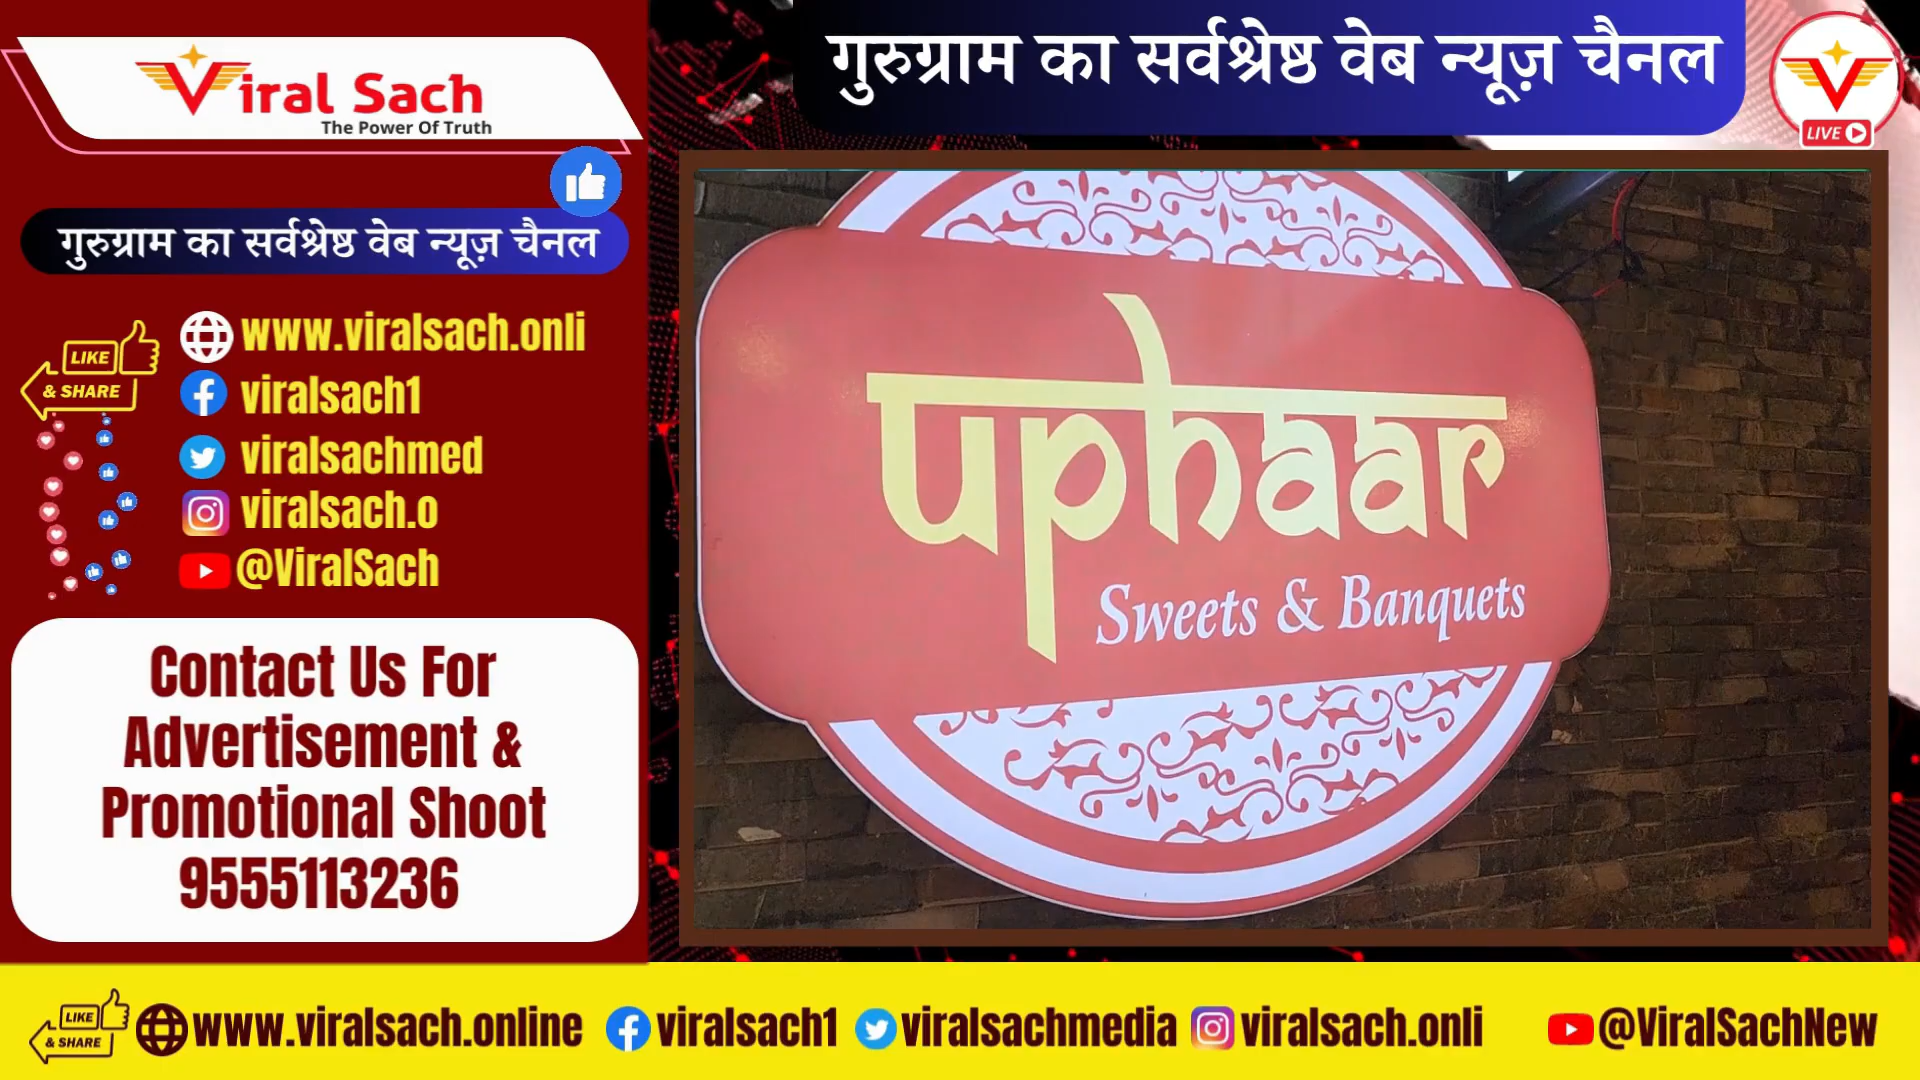 Viral Sach
The Power Of Truth
गुरुग्राम का सर्वश्रेष्ठ वेब न्यूज़ चैनल
LIKE
& SHARE
www.viralsach.onli
viralsach1
viralsachmed
viralsach.o
@ViralSach
Contact Us For
Advertisement &
Promotional Shoot
9555113236
गुरुग्राम का सर्वश्रेष्ठ वेब न्यूज़ चैनल
V
LIVE
uphaar
Sweets & Banquets
LIKE
& SHARE
www.viralsach.online
viralsach1
viralsachmedia
viralsach.onli
@ViralSachNew